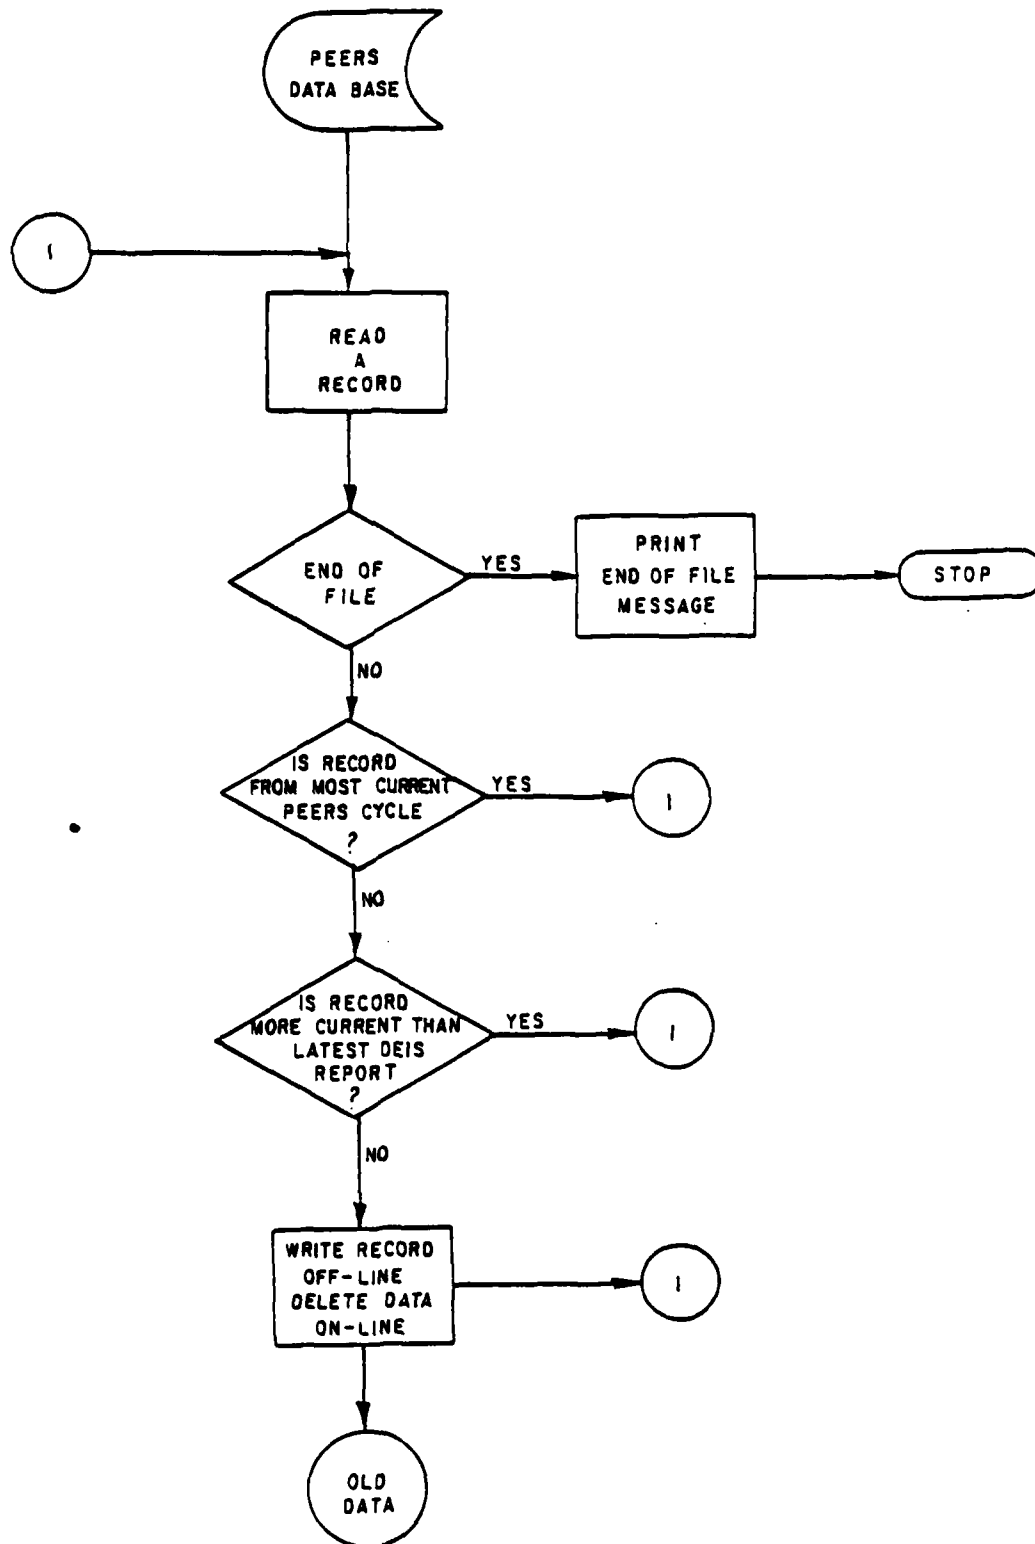 PEERS
DATA BASE
1
READ
A
RECORD
END OF
FILE
YES
PRINT
END OF FILE
MESSAGE
STOP
NO
IS RECORD
FROM MOST CURRENT
PEERS CYCLE
?
YES
1
NO
IS RECORD
MORE CURRENT THAN
LATEST DEIS
REPORT
?
YES
1
NO
WRITE RECORD
OFF-LINE
DELETE DATA
ON-LINE
1
OLD
DATA